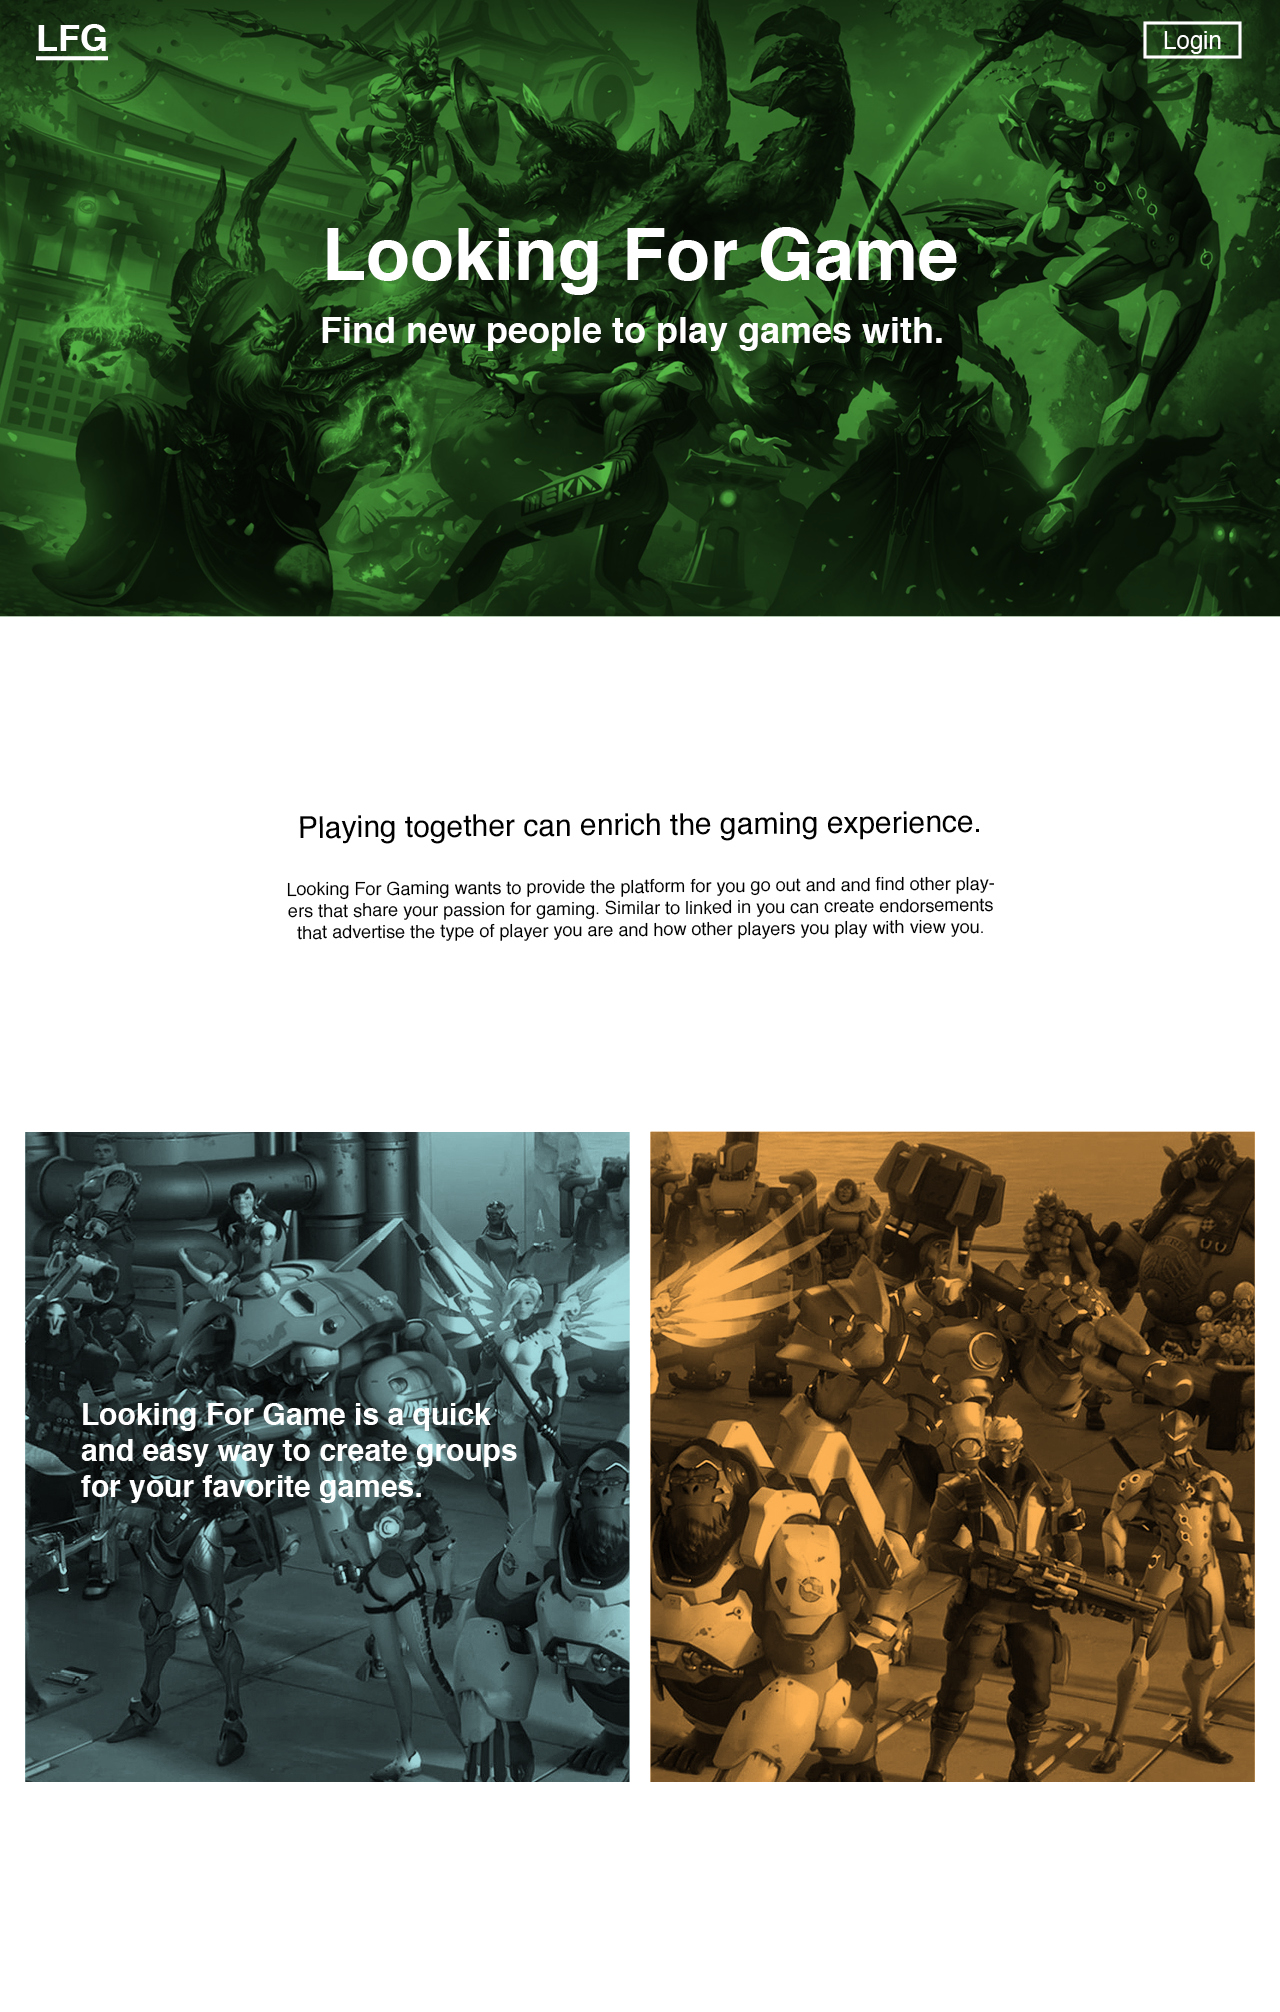 LFG
Login
Looking For Game
Find new people to play games with.
MEKA
Playing together can enrich the gaming experience.
Looking For Gaming wants to provide the platform for you go out and and find other play-
ers that share your passion for gaming. Similar to linked in you can create endorsements
that advertise the type of player you are and how other players you play with view you.
Looking For Game is a quick
and easy way to create groups
for your favorite games.